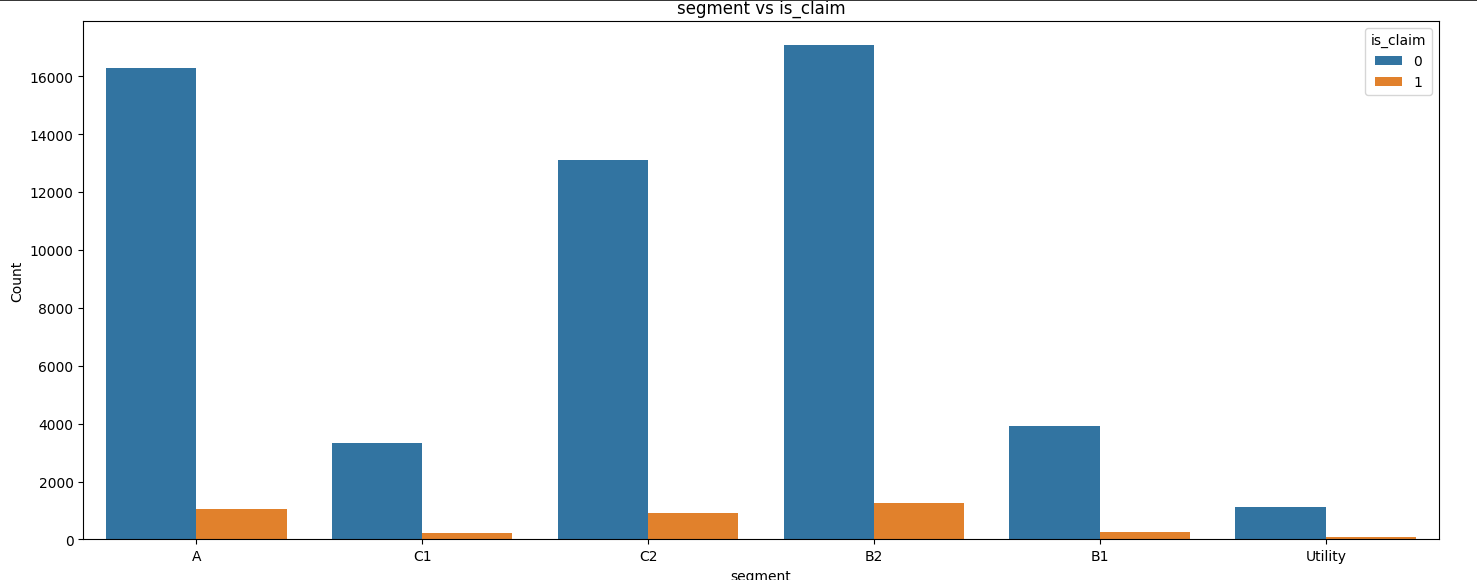 segment vs is_claim
is_claim
0
1
16000
14000
12000
10000
8000
6000
4000
2000
0
Count
A C1 C2 B2 B1 Utility
segment